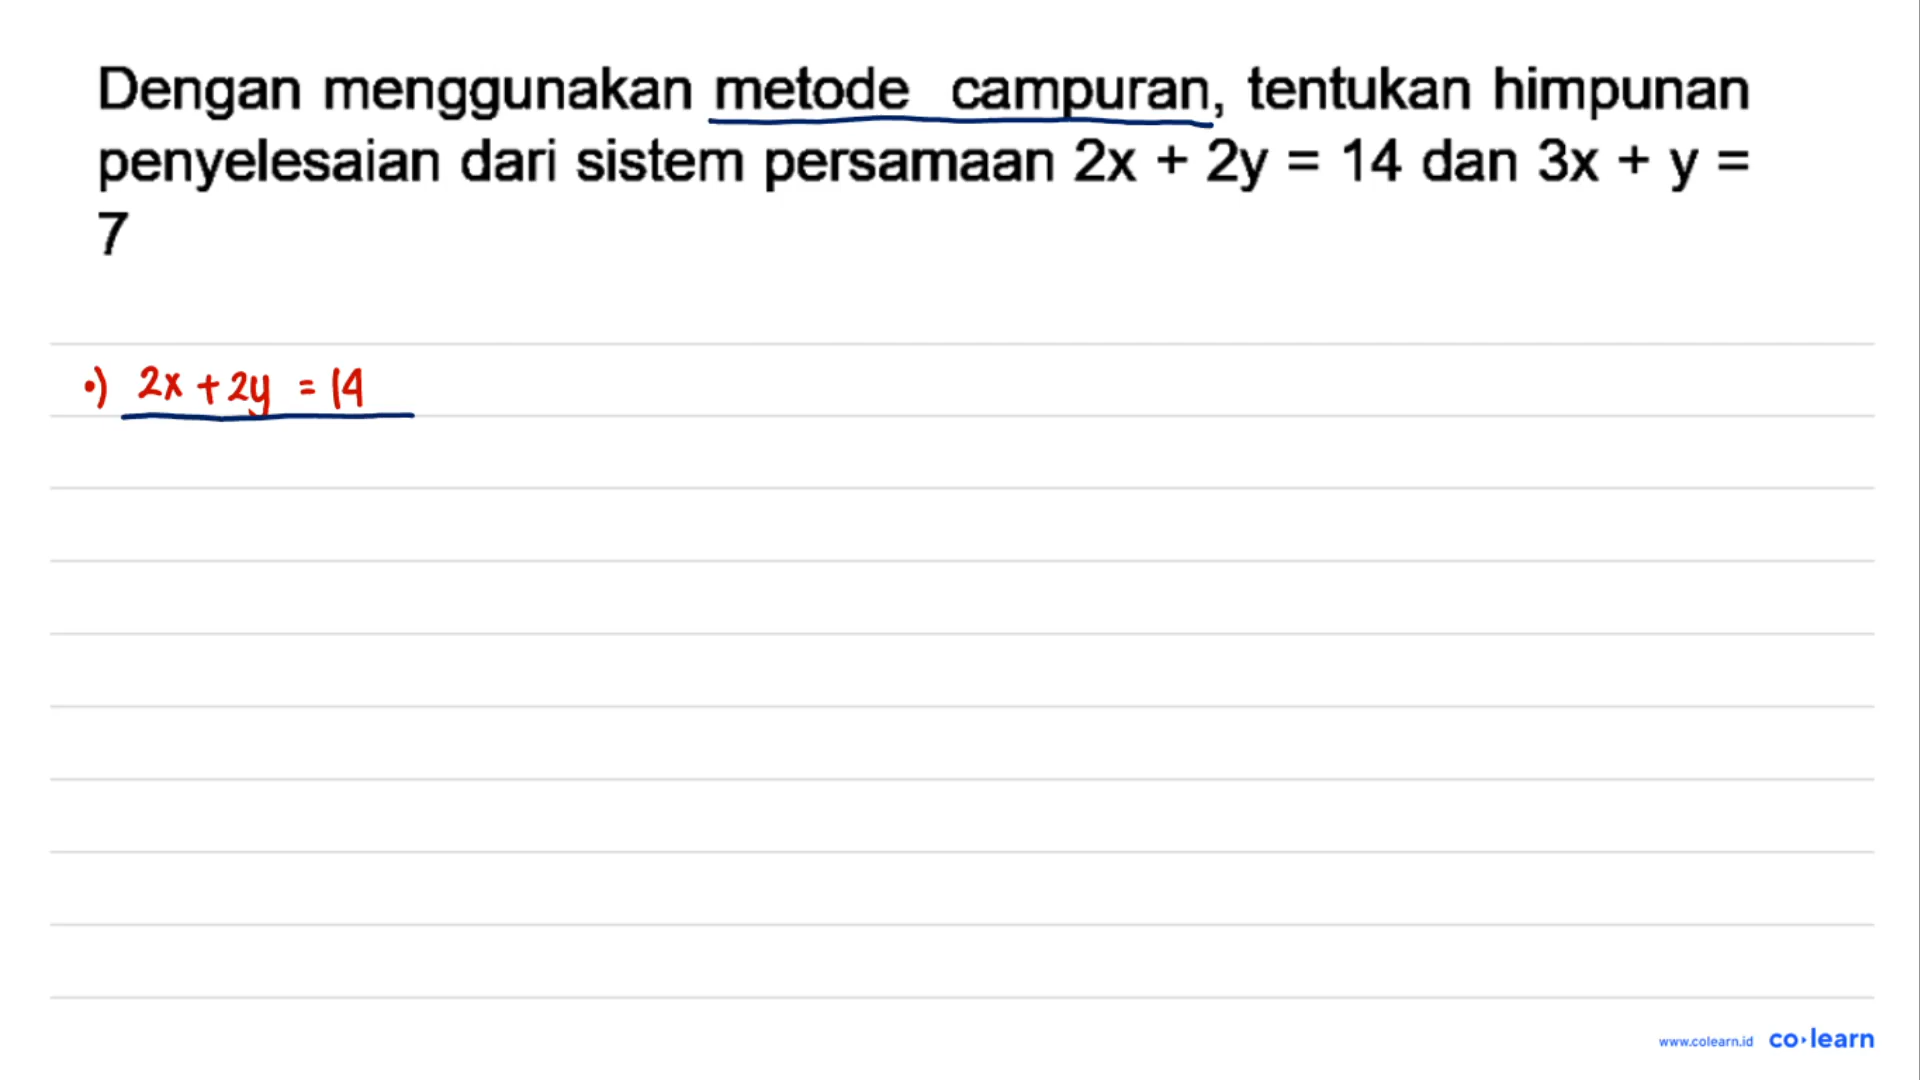 Dengan menggunakan metode campuran, tentukan himpunan
penyelesaian dari sistem persamaan 2x + 2y = 14 dan 3x + y =
7
•) 2x + 2y = 14
www.colearn.id co▸learn